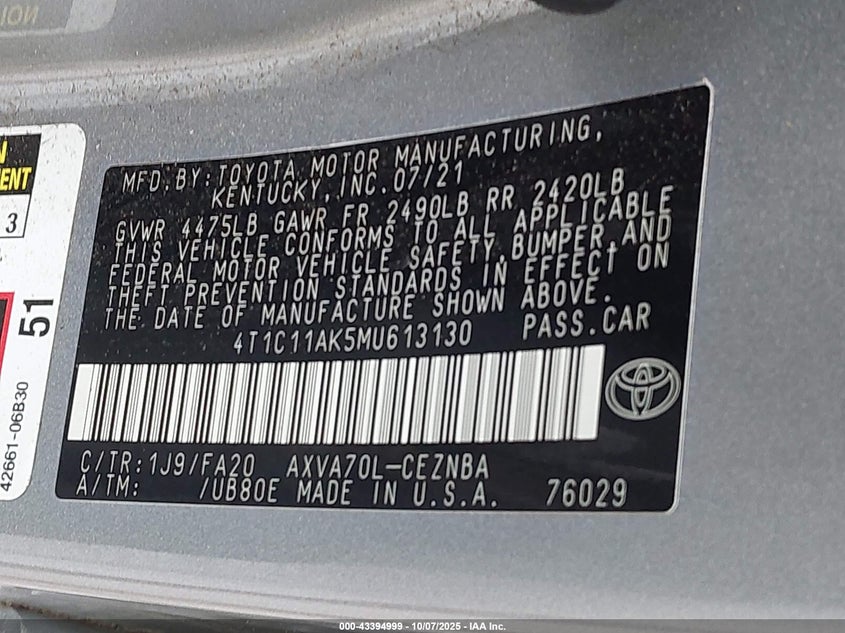 MFD.BY:TOYOTA MOTOR MANUFACTURING,
KENTUCKY,INC.07/21
GVWR 4475LB GAWR FR 2490LB RR 2420LB
THIS VEHICLE CONFORMS TO ALL APPLICABLE
FEDERAL MOTOR VEHICLE SAFETY,BUMPER,AND
THEFT PREVENTION STANDARDS IN EFFECT ON
THE DATE OF MANUFACTURE SHOWN ABOVE.
4T1C11AK5MU613130 PASS.CAR
C/TR:1J9/FA20 AXVA70L-CEZNBA
A/TM: /UB80E MADE IN U.S.A. 76029
3
51
42661-06B30
000-43394999 - 10/07/2025 - IAA Inc.